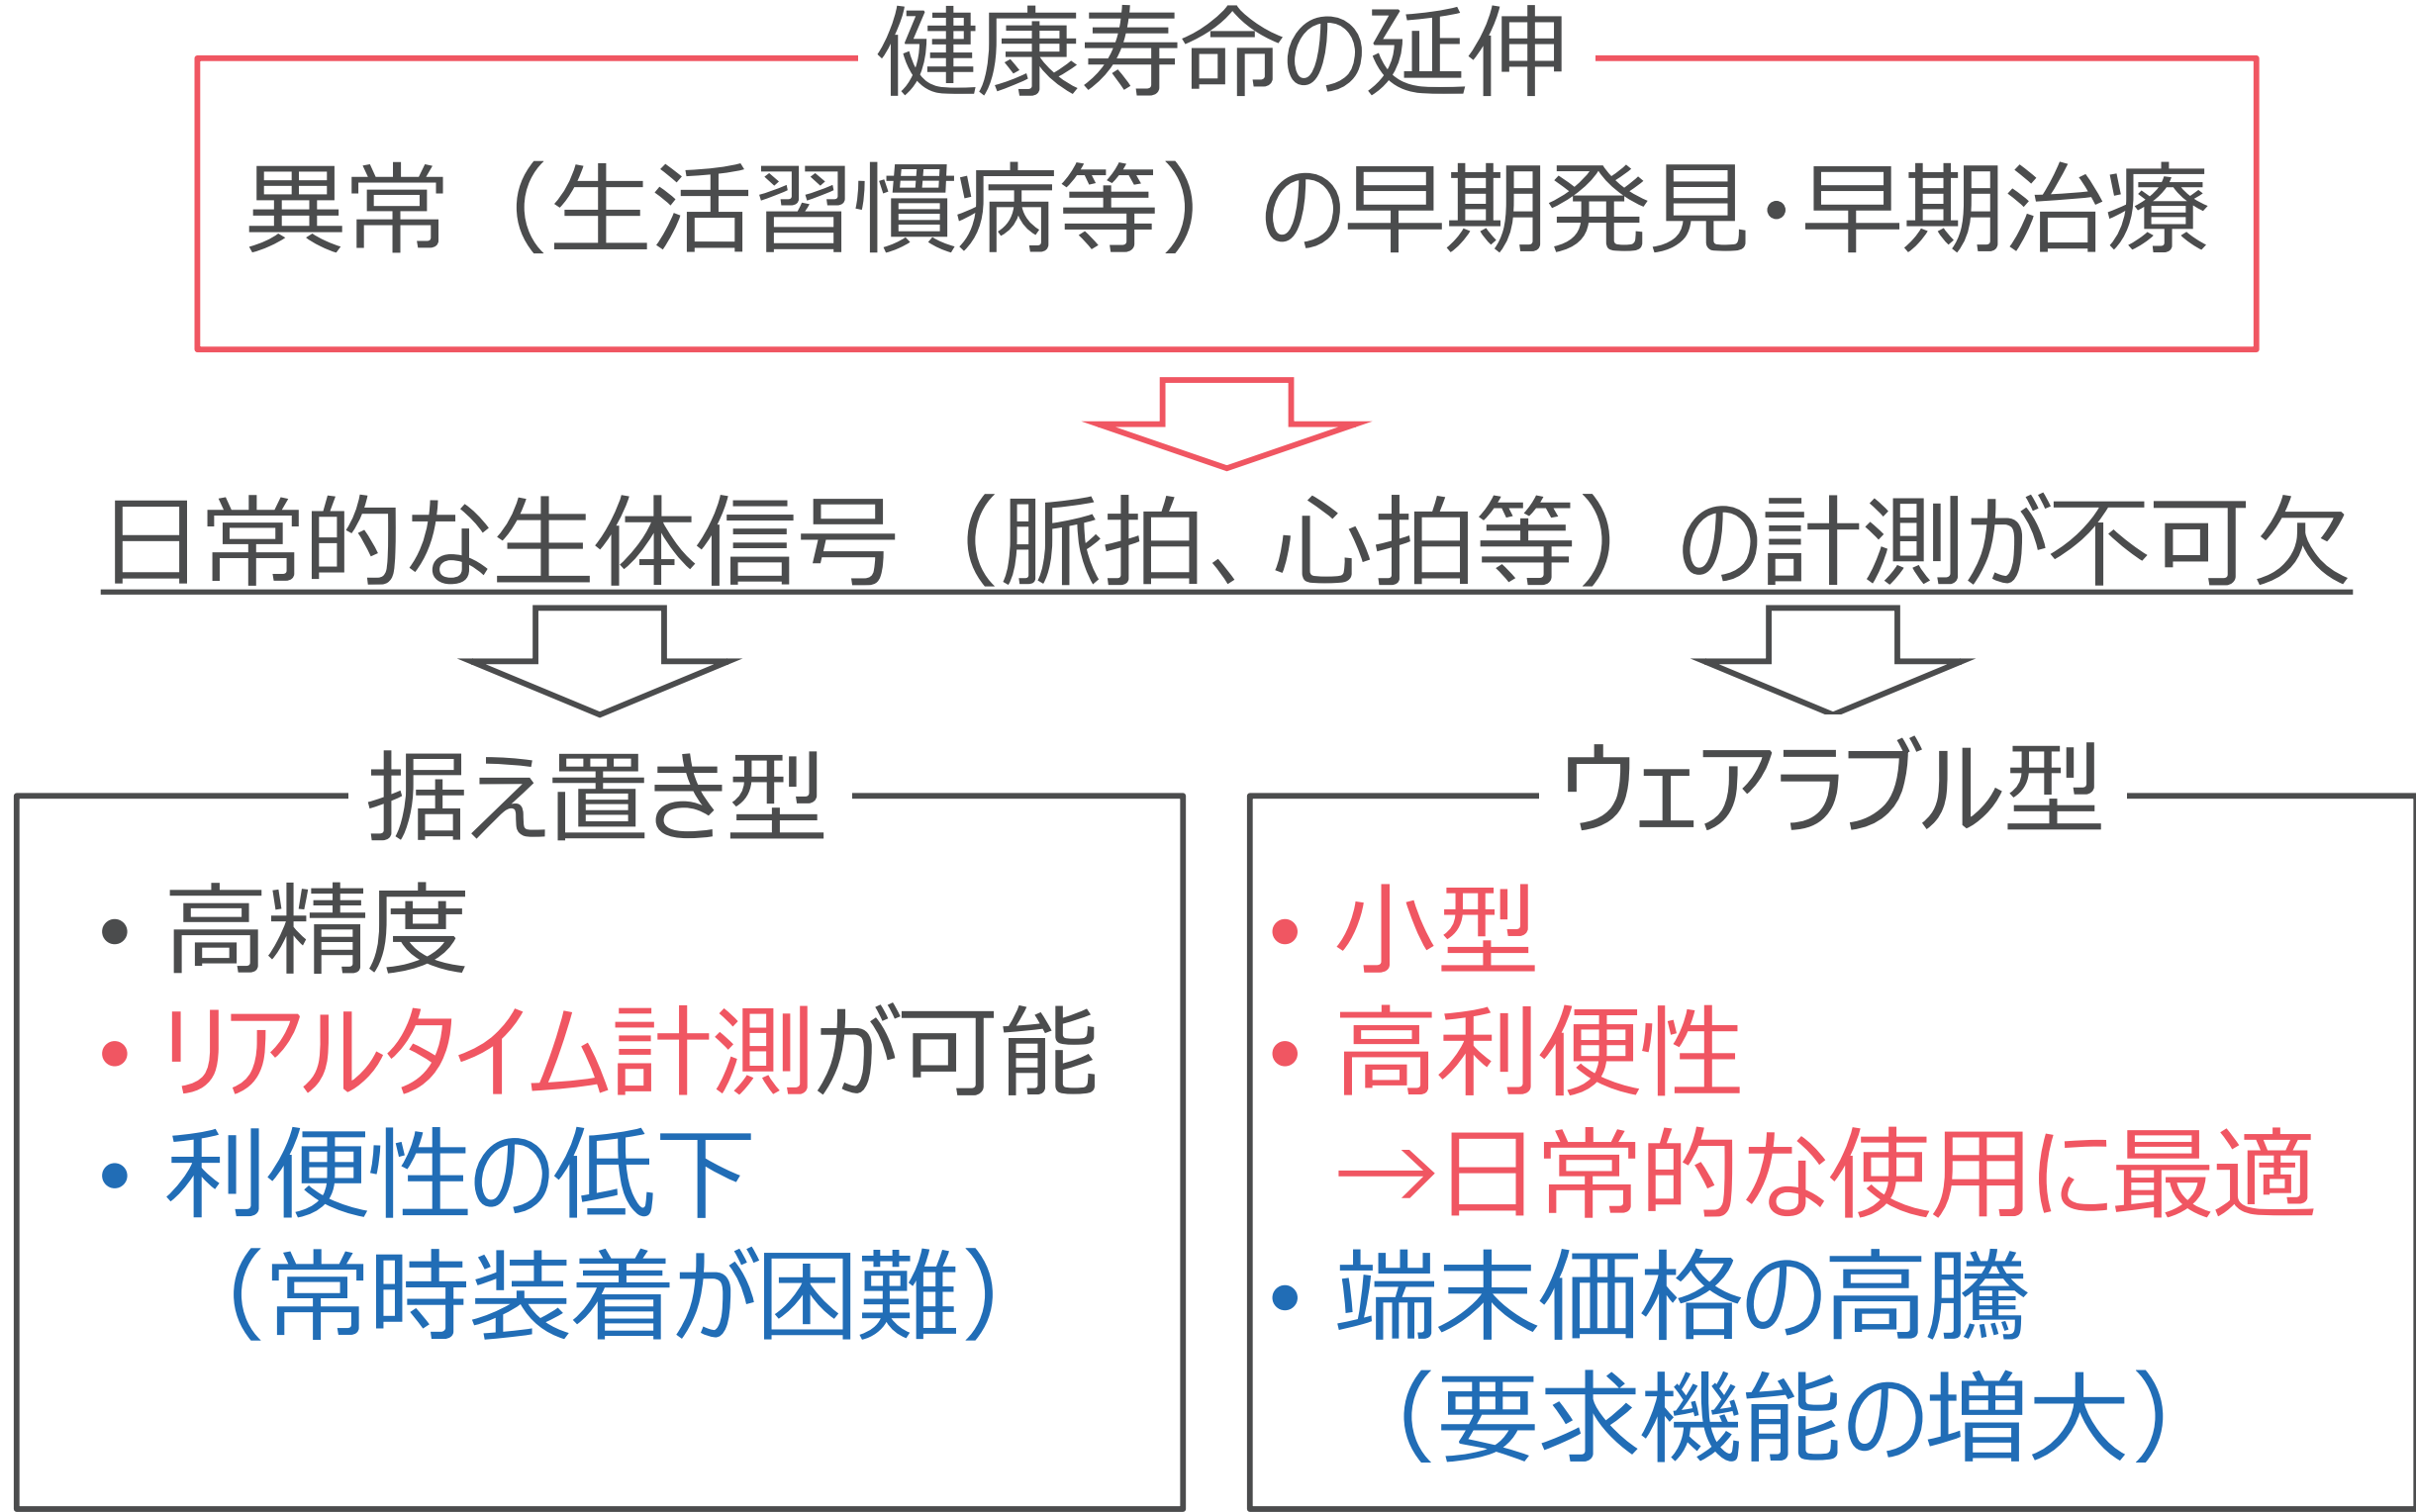 健康寿命の延伸
異常（生活習慣病等）の早期発見・早期治療
日常的な生体信号（脈拍、心拍等）の計測が不可欠
据え置き型
ウェアラブル型
• 高精度
• リアルタイム計測が可能
• 利便性の低下
（常時装着が困難）
• 小型
• 高利便性
→日常的な使用に最適
• 密笨体価格の高騰
（要求機能の増大）